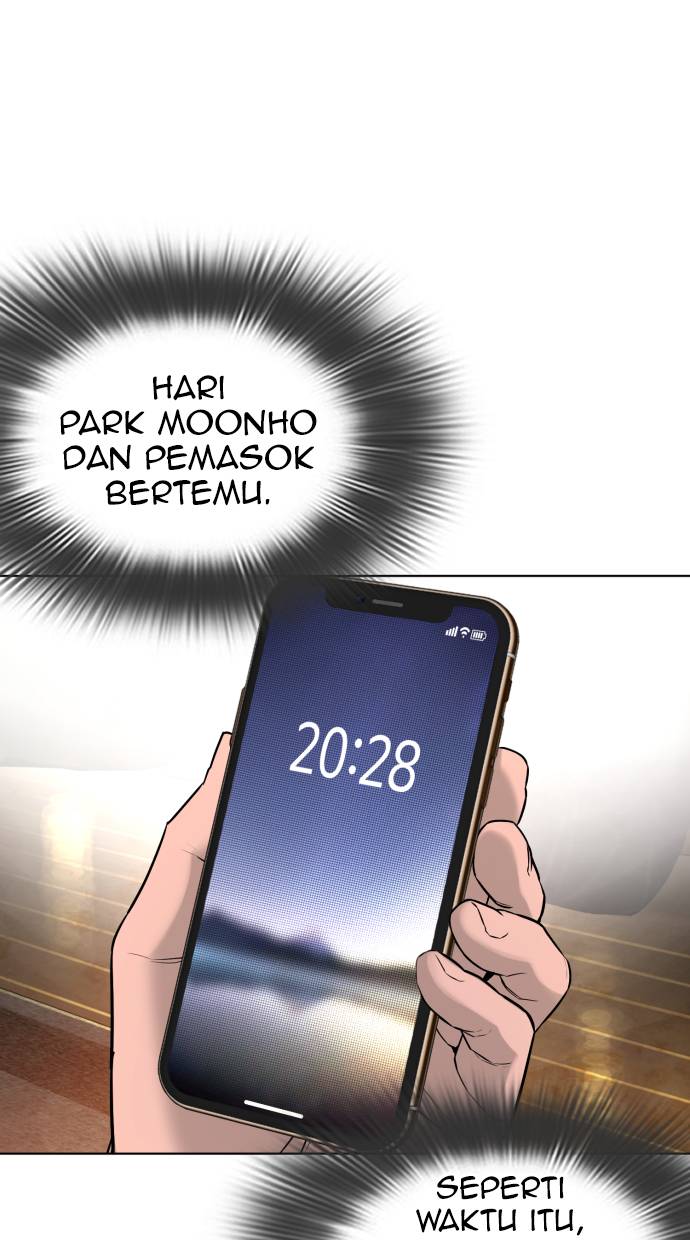 HARI
PARK MOONHO
DAN PEMASOK
BERTEMU.
20:28
SEPERTI
WAKTU ITU,